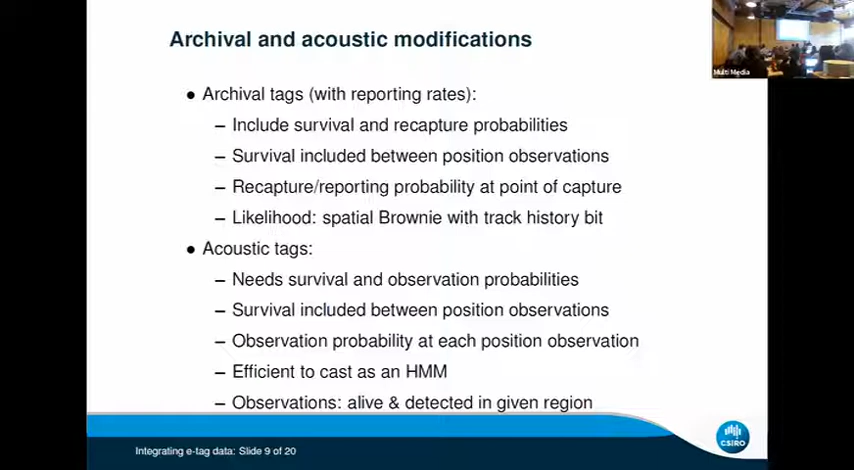 Archival and acoustic modifications
Multi Media
● Archival tags (with reporting rates):
– Include survival and recapture probabilities
– Survival included between position observations
– Recapture/reporting probability at point of capture
– Likelihood: spatial Brownie with track history bit
● Acoustic tags:
– Needs survival and observation probabilities
– Survival included between position observations
– Observation probability at each position observation
– Efficient to cast as an HMM
– Observations: alive & detected in given region
CSIRO
Integrating e-tag data: Slide 9 of 20